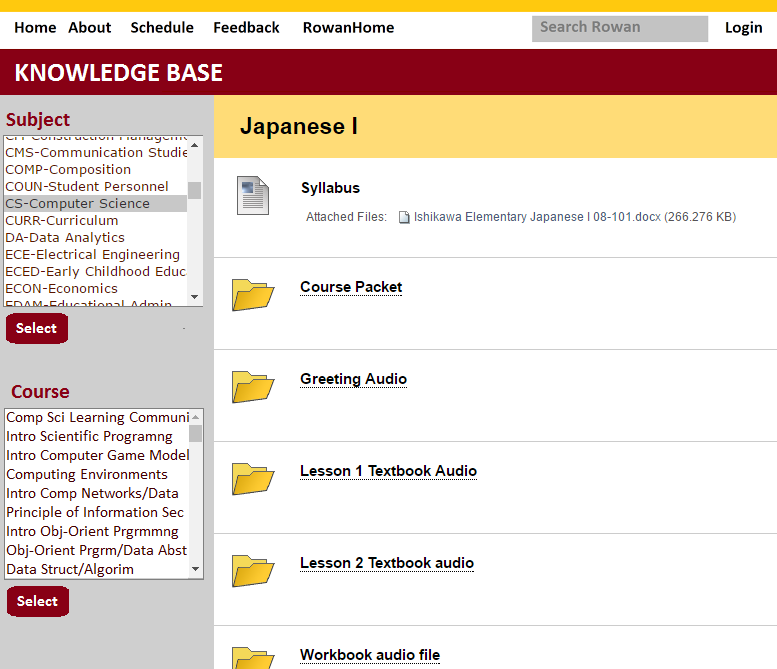 Home About Schedule Feedback RowanHome Search Rowan Login
KNOWLEDGE BASE
Subject
CMS-Communication Studie
COMP-Composition
COUN-Student Personnel
CS-Computer Science
CURR-Curriculum
DA-Data Analytics
ECE-Electrical Engineering
ECED-Early Childhood Educ
ECON-Economics
EDAM-Educational Admin
Select
Course
Comp Sci Learning Communi
Intro Scientific Programng
Intro Computer Game Model
Computing Environments
Intro Comp Networks/Data
Principle of Information Sec
Intro Obj-Orient Prgrmmng
Obj-Orient Prgrm/Data Abst
Data Struct/Algorim
Select
Japanese I
Syllabus
Attached Files: Ishikawa Elementary Japanese I 08-101.docx (266.276 KB)
Course Packet
Greeting Audio
Lesson 1 Textbook Audio
Lesson 2 Textbook audio
Workbook audio file